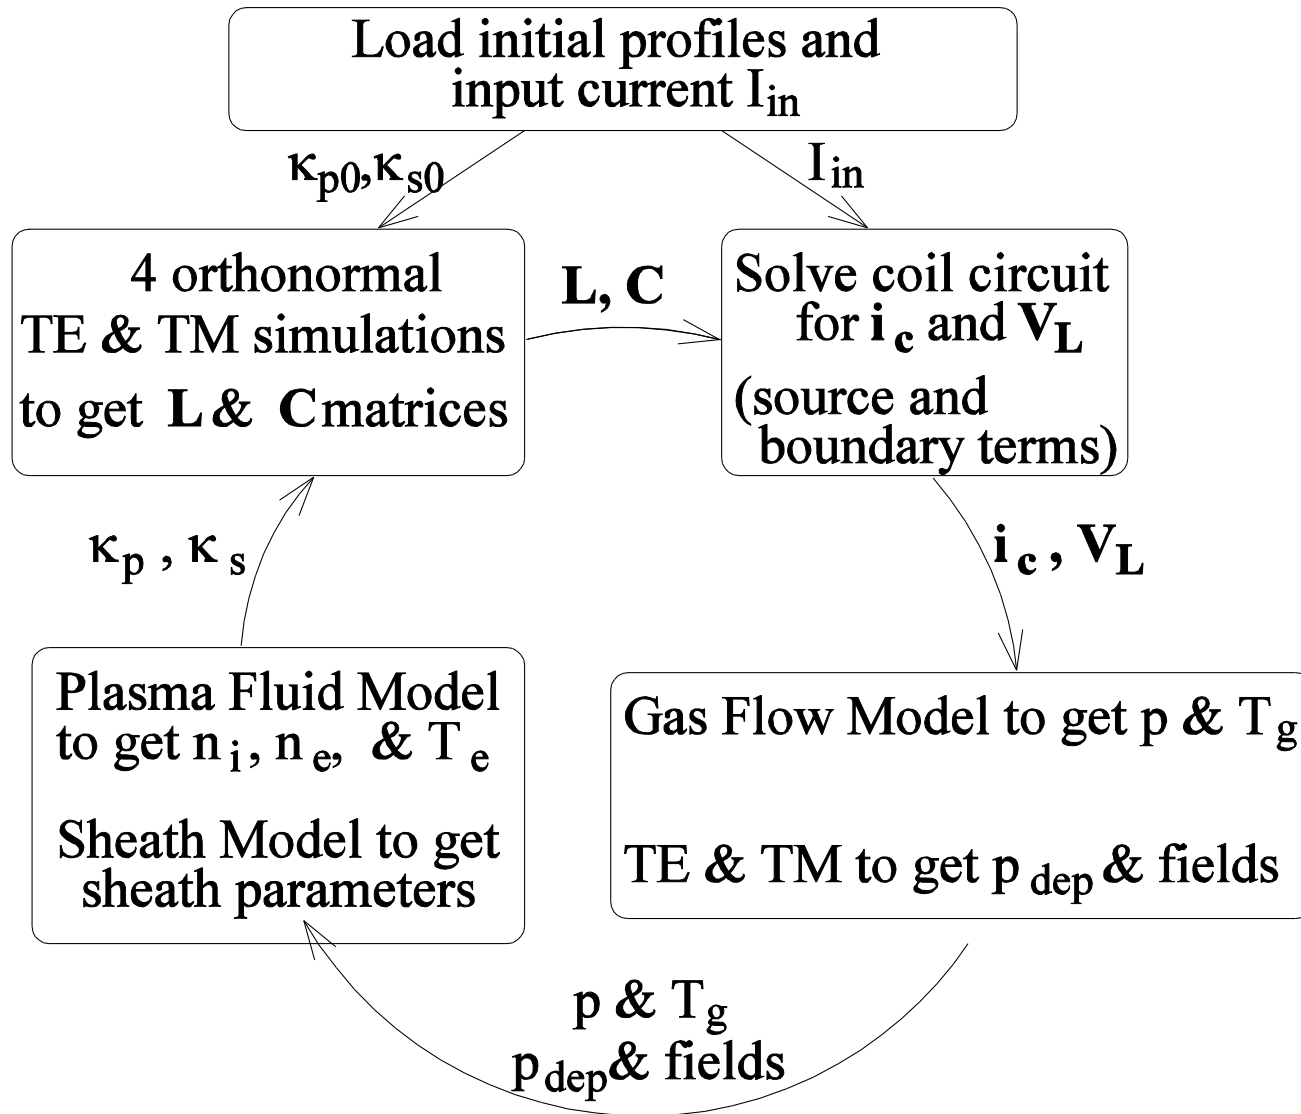 Load initial profiles and
input current I_in
κ_p0,κ_s0
I_in
4 orthonormal
TE & TM simulations
to get L & C matrices
L, C
Solve coil circuit
for i_c and V_L
(source and
boundary terms)
κ_p , κ_s
i_c , V_L
Plasma Fluid Model
to get n_i, n_e, & T_e
Sheath Model to get
sheath parameters
Gas Flow Model to get p & T_g
TE & TM to get p_dep & fields
p & T_g
p_dep & fields